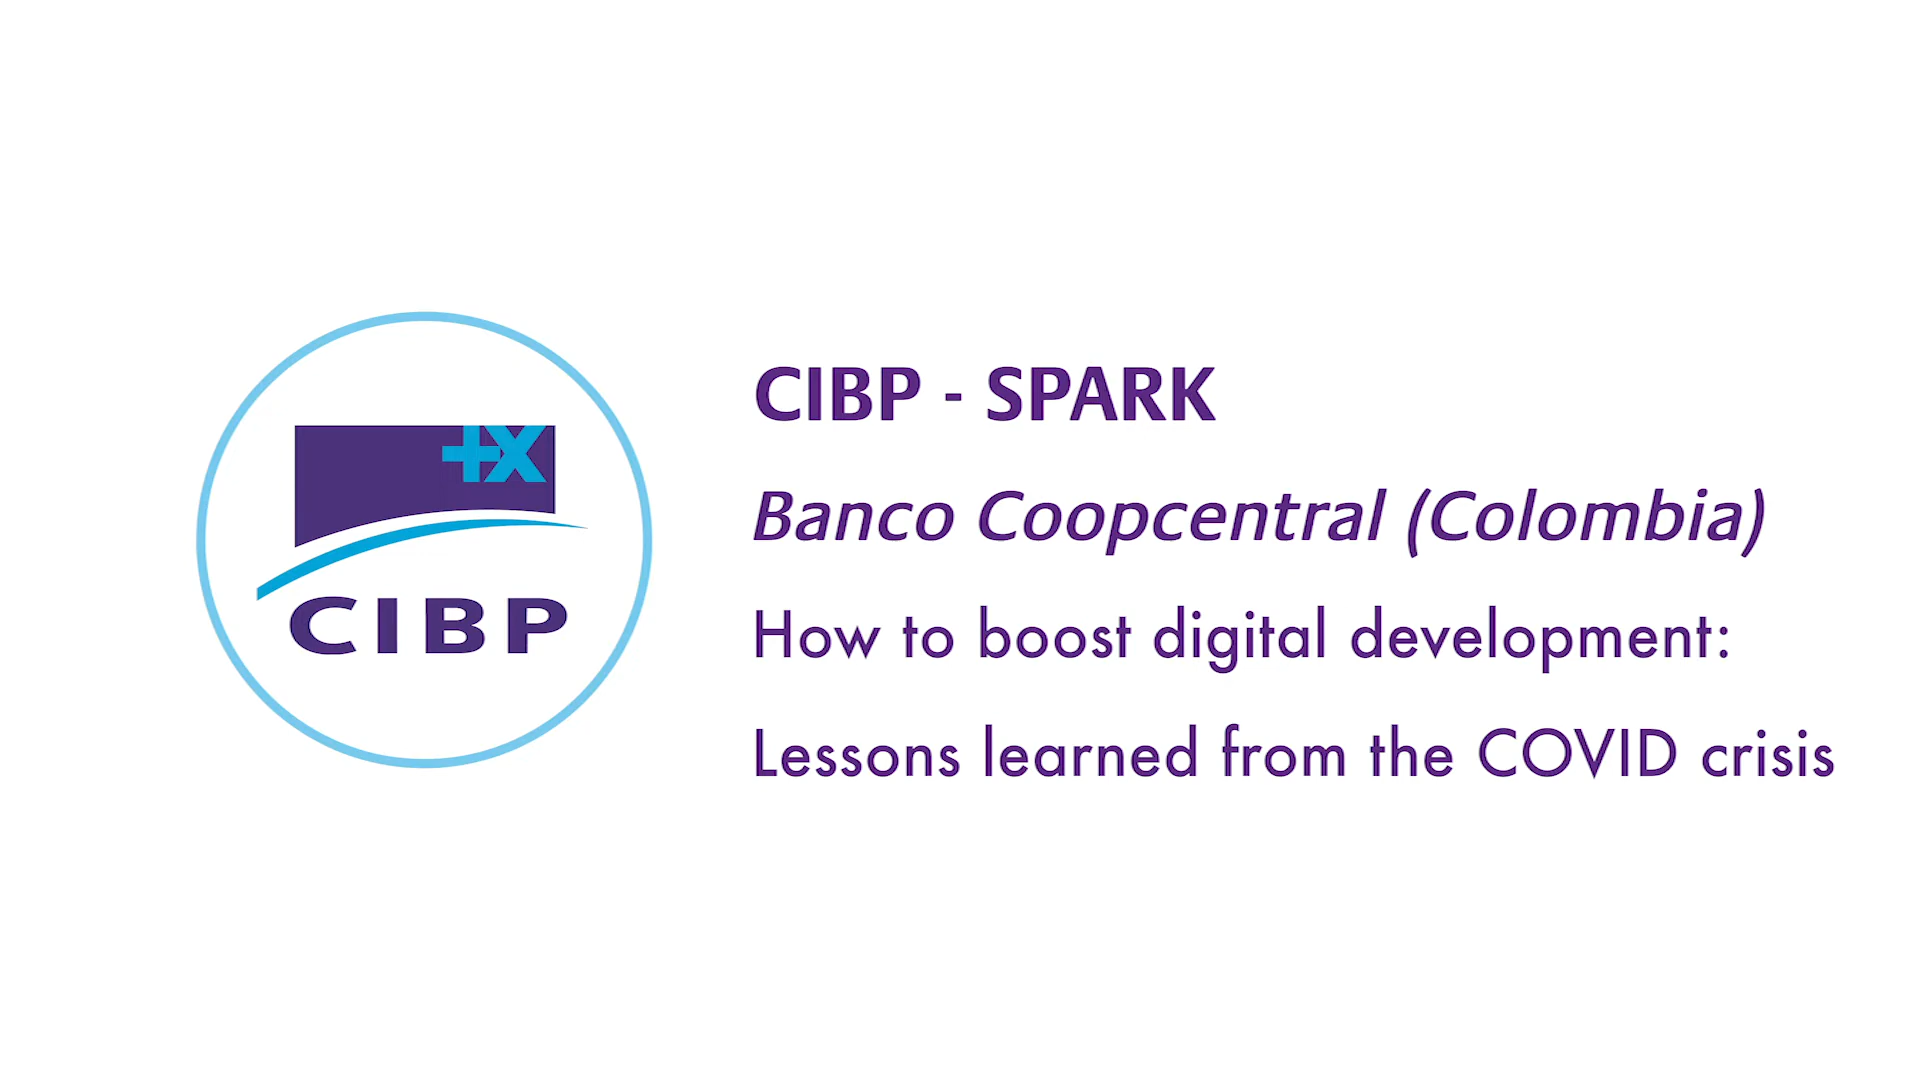 +X
CIBP
CIBP - SPARK
Banco Coopcentral (Colombia)
How to boost digital development:
Lessons learned from the COVID crisis